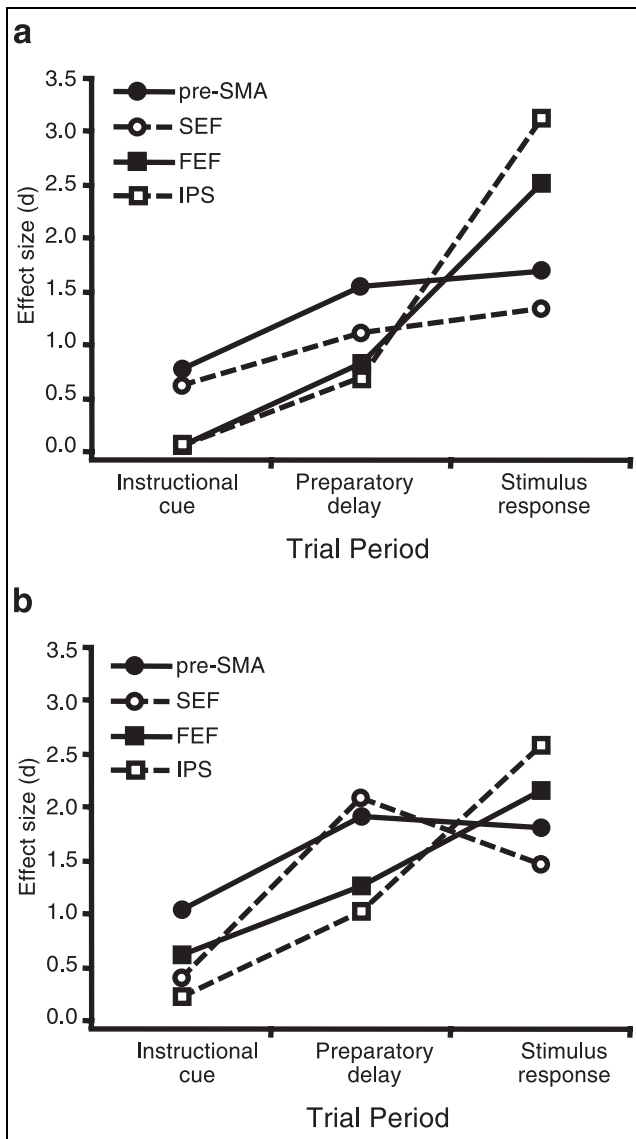 a
3.5
3.0
2.5
2.0
1.5
1.0
0.5
0.0
Effect size (d)
pre-SMA
SEF
FEF
IPS
Instructional cue
Preparatory delay
Stimulus response
Trial Period
b
3.5
3.0
2.5
2.0
1.5
1.0
0.5
0.0
Effect size (d)
pre-SMA
SEF
FEF
IPS
Instructional cue
Preparatory delay
Stimulus response
Trial Period